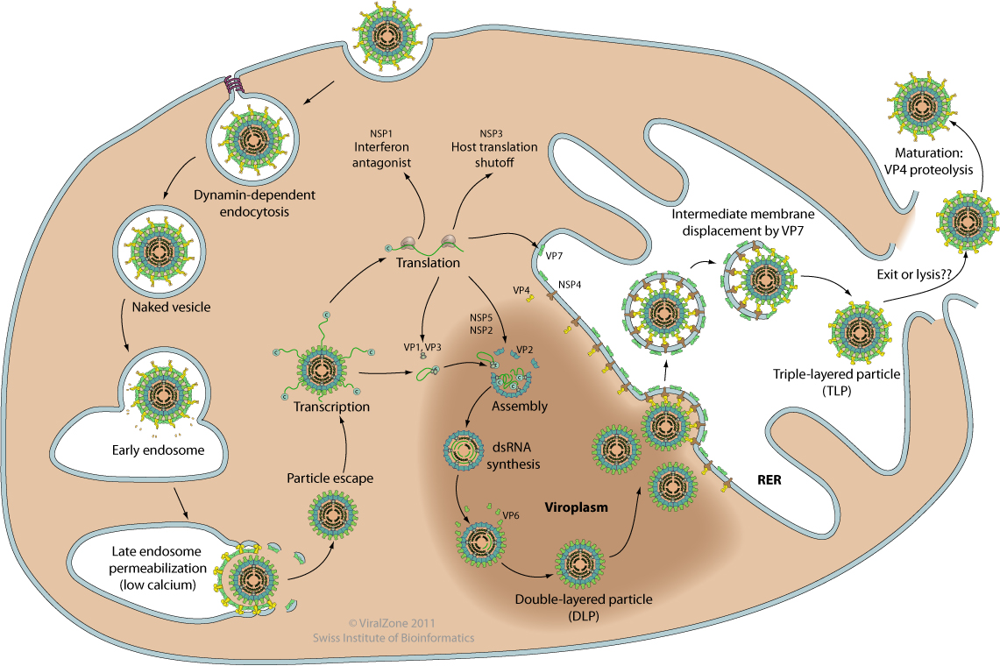 NSP1
Interferon
antagonist
NSP3
Host translation
shutoff
Dynamin-dependent
endocytosis
Naked vesicle
Early endosome
Late endosome
permeabilization
(low calcium)
Particle escape
Transcription
C
C
C
C
C
Translation
C
VP1, VP3
C
C
NSP5
NSP2
VP2
C
C
C
C
Assembly
dsRNA
synthesis
VP6
Viroplasm
Double-layered particle
(DLP)
VP7
VP4
NSP4
RER
Intermediate membrane
displacement by VP7
Triple-layered particle
(TLP)
Exit or lysis??
Maturation:
VP4 proteolysis
© ViralZone 2011
Swiss Institute of Bioinformatics